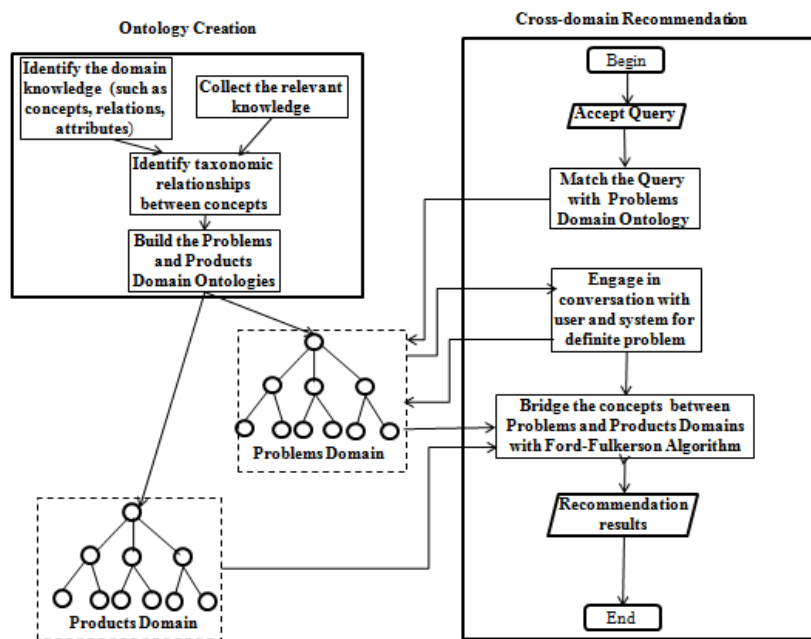 Ontology Creation
Identify the domain
knowledge (such as
concepts, relations,
attributes)
Collect the relevant
knowledge
Identify taxonomic
relationships
between concepts
Build the Problems
and Products
Domain Ontologies
Problems Domain
Products Domain
Cross-domain Recommendation
Begin
Accept Query
Match the Query
with Problems
Domain Ontology
Engage in
conversation with
user and system for
definite problem
Bridge the concepts between
Problems and Products Domains
with Ford-Fulkerson Algorithm
Recommendation
results
End